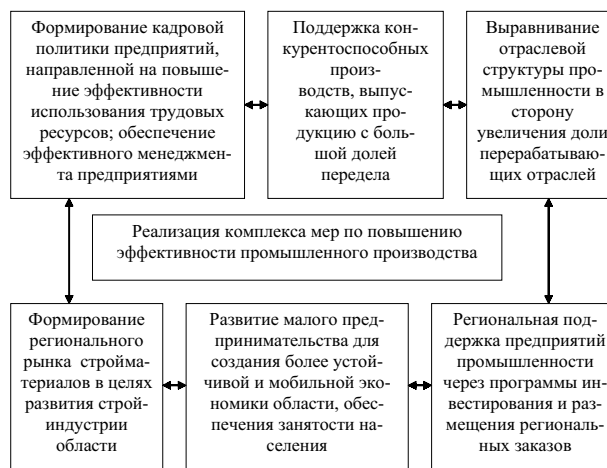 Формирование кадровой
политики предприятий,
направленной на повыше-
ние эффективности
использования трудовых
ресурсов; обеспечение
эффективного менеджмен-
та предприятиями
Поддержка кон-
курентоспособных
произ-
водств, выпус-
кающих про-
дукцию с боль-
шой долей
передела
Выравнивание
отраслевой
структуры про-
мышленности в
сторону
увеличения доли
перерабатываю-
щих отраслей
Реализация комплекса мер по повышению
эффективности промышленного производства
Формирование
регионального
рынка стройма-
териалов в целях
развития строй-
индустрии
области
Развитие малого пред-
принимательства для
создания более устой-
чивой и мобильной эко-
номики области, обес-
печения занятости на-
селения
Региональная под-
держка предприятий
промышленности
через программы ин-
вестирования и раз-
мещения региональ-
ных заказов